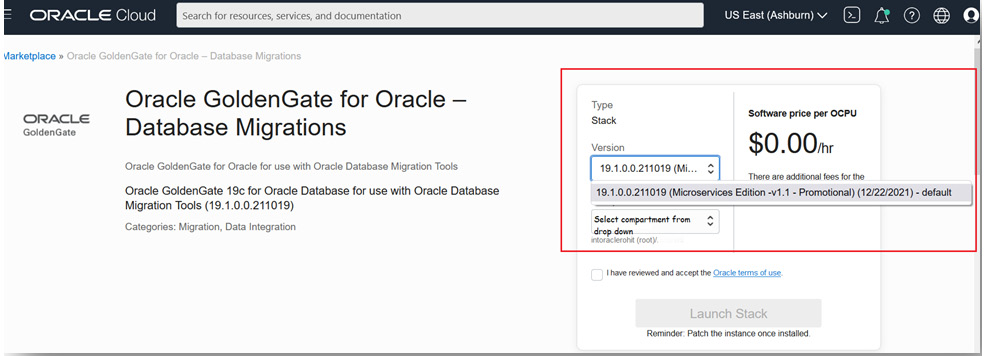 ORACLE Cloud
Search for resources, services, and documentation
US East (Ashburn)
Marketplace » Oracle GoldenGate for Oracle – Database Migrations
ORACLE
GoldenGate
Oracle GoldenGate for Oracle –
Database Migrations
Oracle GoldenGate for Oracle for use with Oracle Database Migration Tools
Oracle GoldenGate 19c for Oracle Database for use with Oracle Database
Migration Tools (19.1.0.0.211019)
Categories: Migration, Data Integration
Type
Stack
Version
19.1.0.0.211019 (Mi...
19.1.0.0.211019 (Microservices Edition -v1.1 - Promotional) (12/22/2021) - default
Select compartment from
drop down
intoraclerohit (root)/.
Software price per OCPU
$0.00/hr
There are additional fees for the
I have reviewed and accept the Oracle terms of use.
Launch Stack
Reminder: Patch the instance once installed.